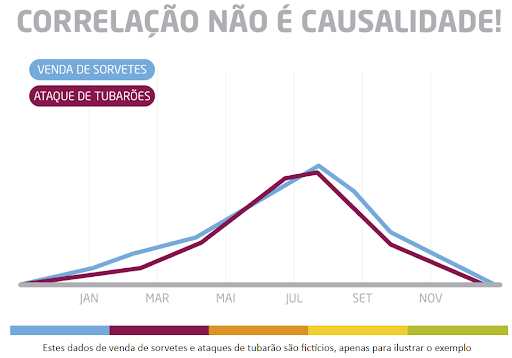 CORRELAÇÃO NÃO É CAUSALIDADE!
VENDA DE SORVETES
ATAQUE DE TUBARÕES
JAN MAR MAI JUL SET NOV
Estes dados de venda de sorvetes e ataques de tubarão são fictícios, apenas para ilustrar o exemplo